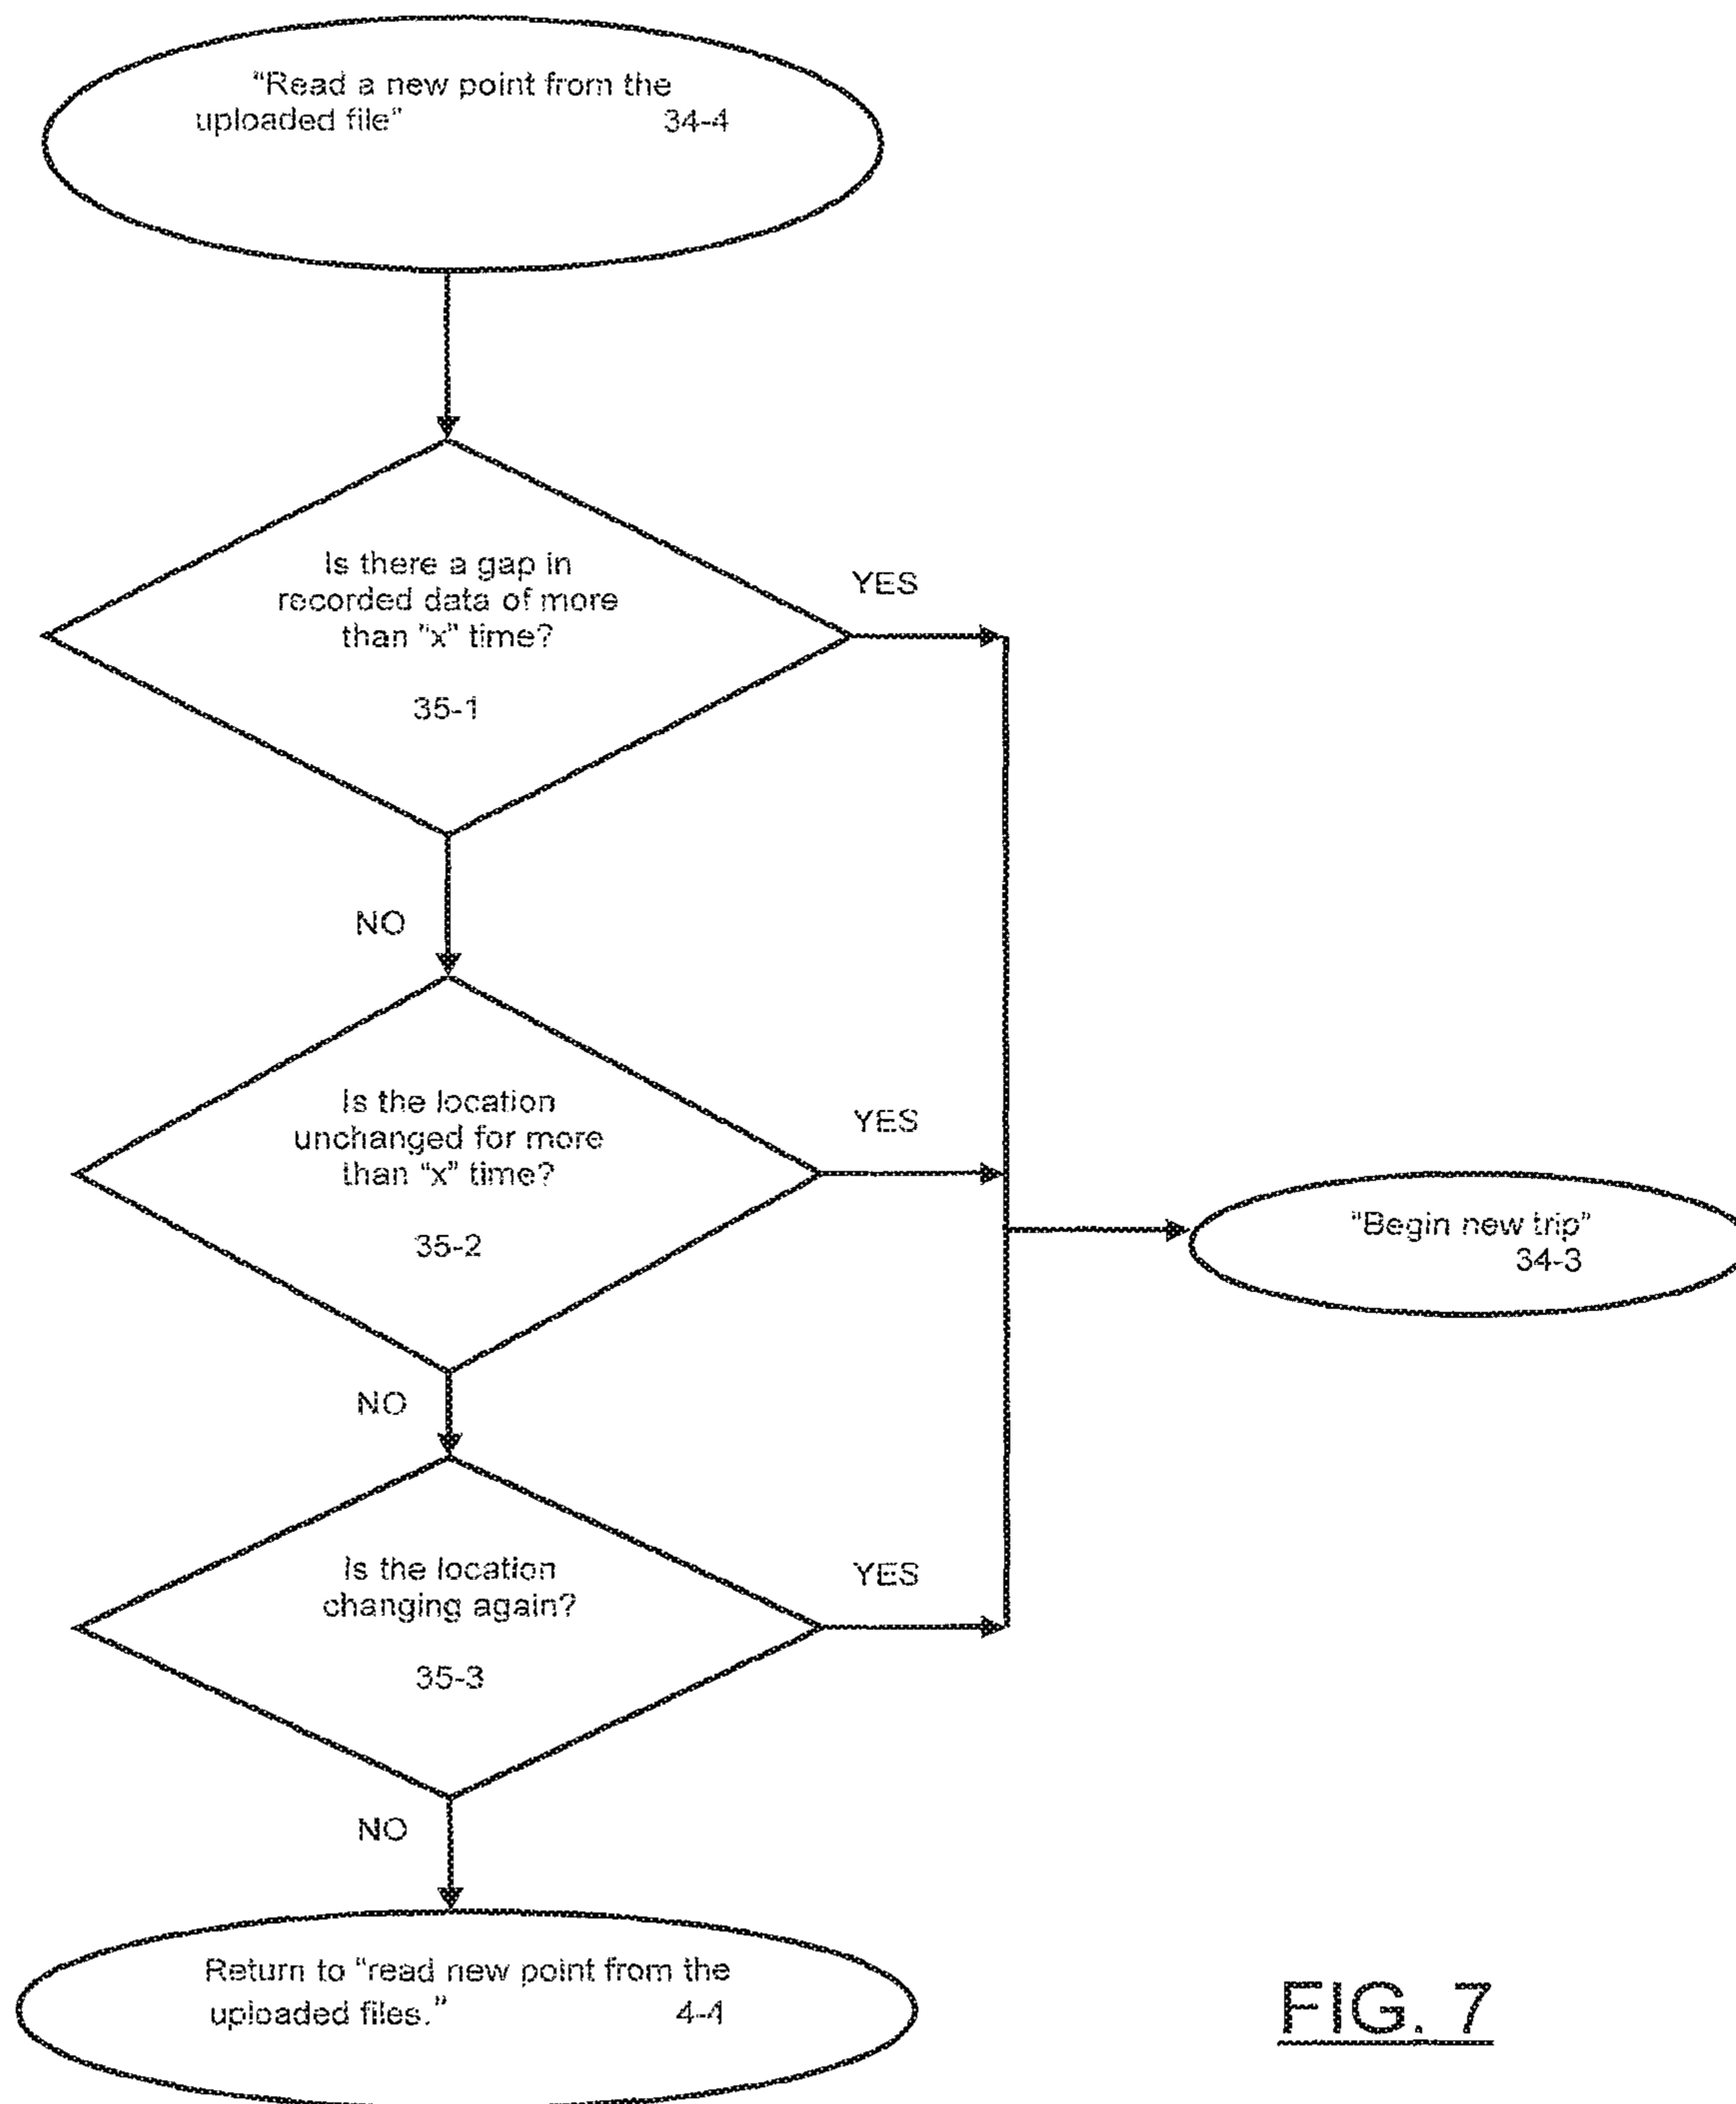 "Read a new point from the
uploaded file" 34-4
Is there a gap in
recorded data of more
than "x" time?
35-1
YES
NO
Is the location
unchanged for more
than "x" time?
35-2
YES
"Begin new trip"
34-3
NO
Is the location
changing again?
35-3
YES
NO
Return to "read new point from the
uploaded files." 4-4
FIG. 7